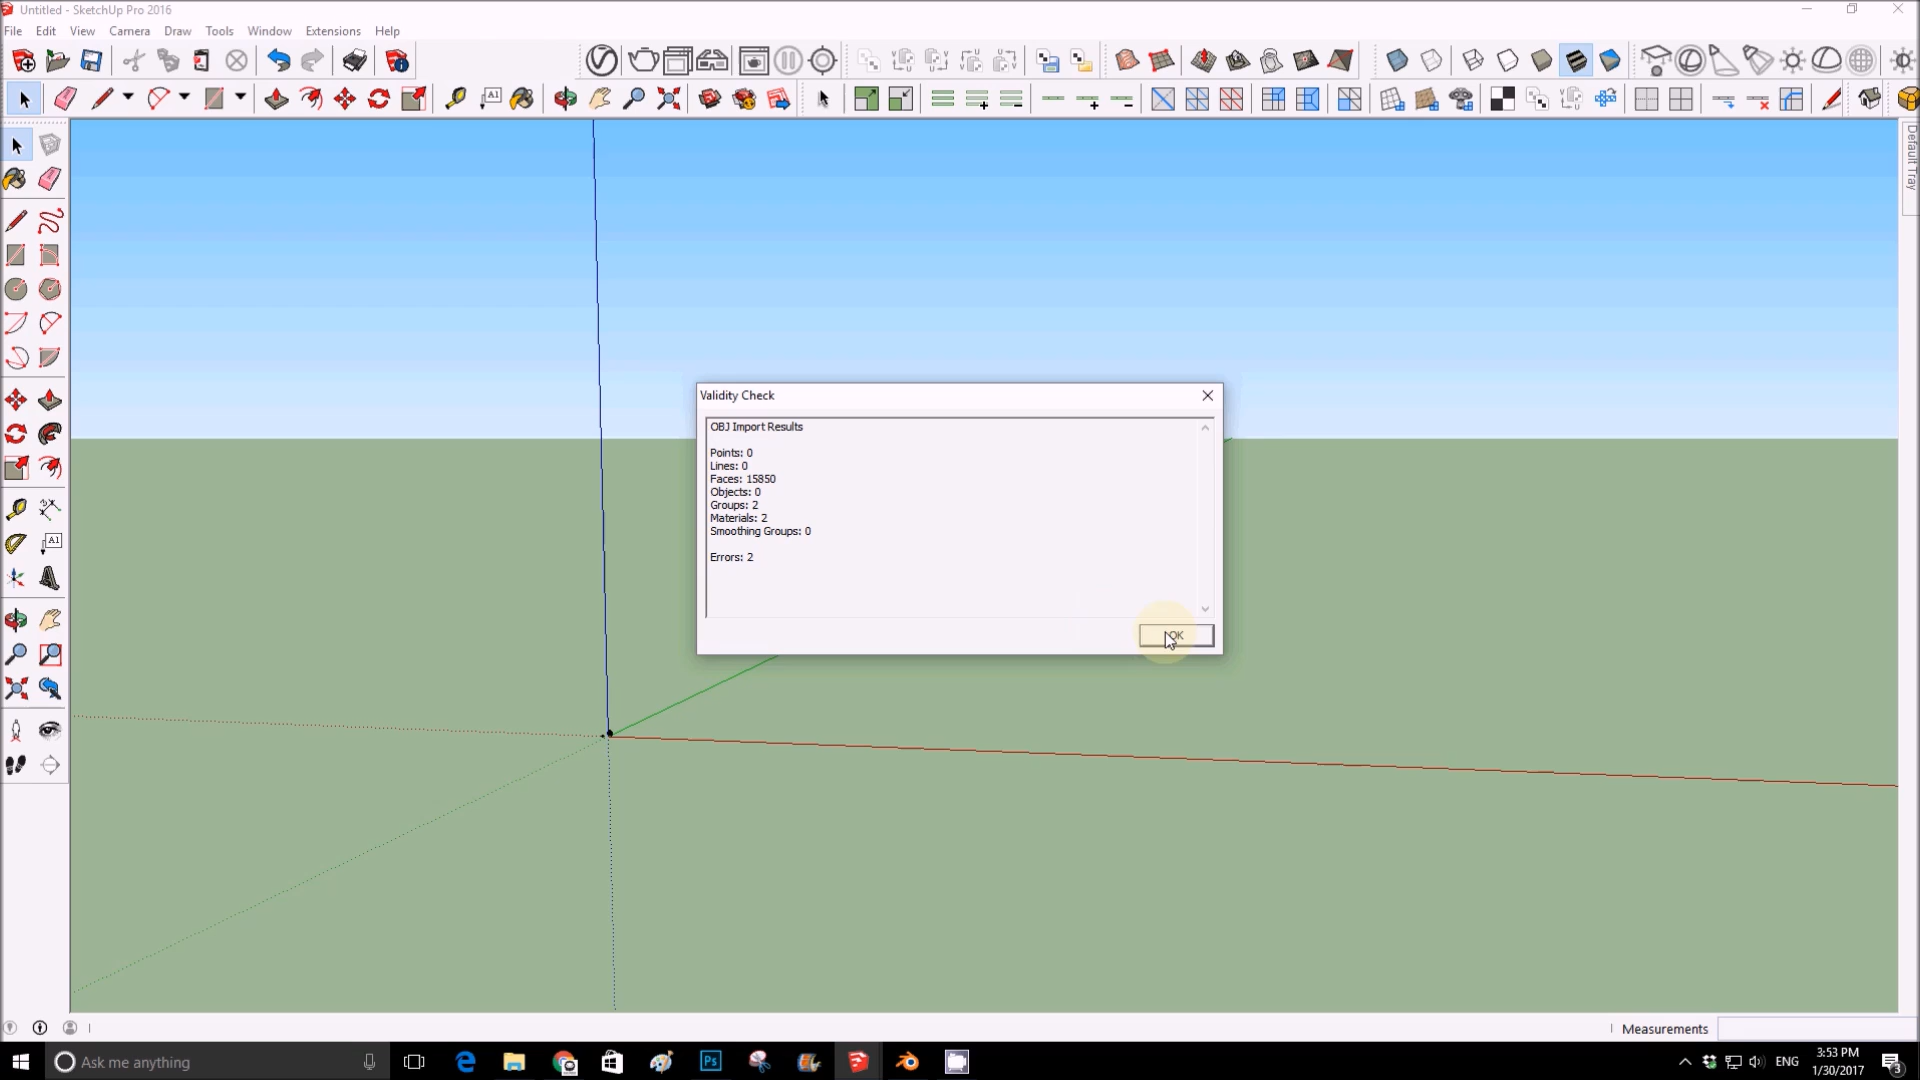 Untitled - SketchUp Pro 2016
File Edit View Camera Draw Tools Window Extensions Help
Default Tray
Validity Check
OBJ Import Results
Points: 0
Lines: 0
Faces: 15850
Objects: 0
Groups: 2
Materials: 2
Smoothing Groups: 0
Errors: 2
OK
Measurements
Ask me anything
Ps
ENG
3:53 PM
1/30/2017
3